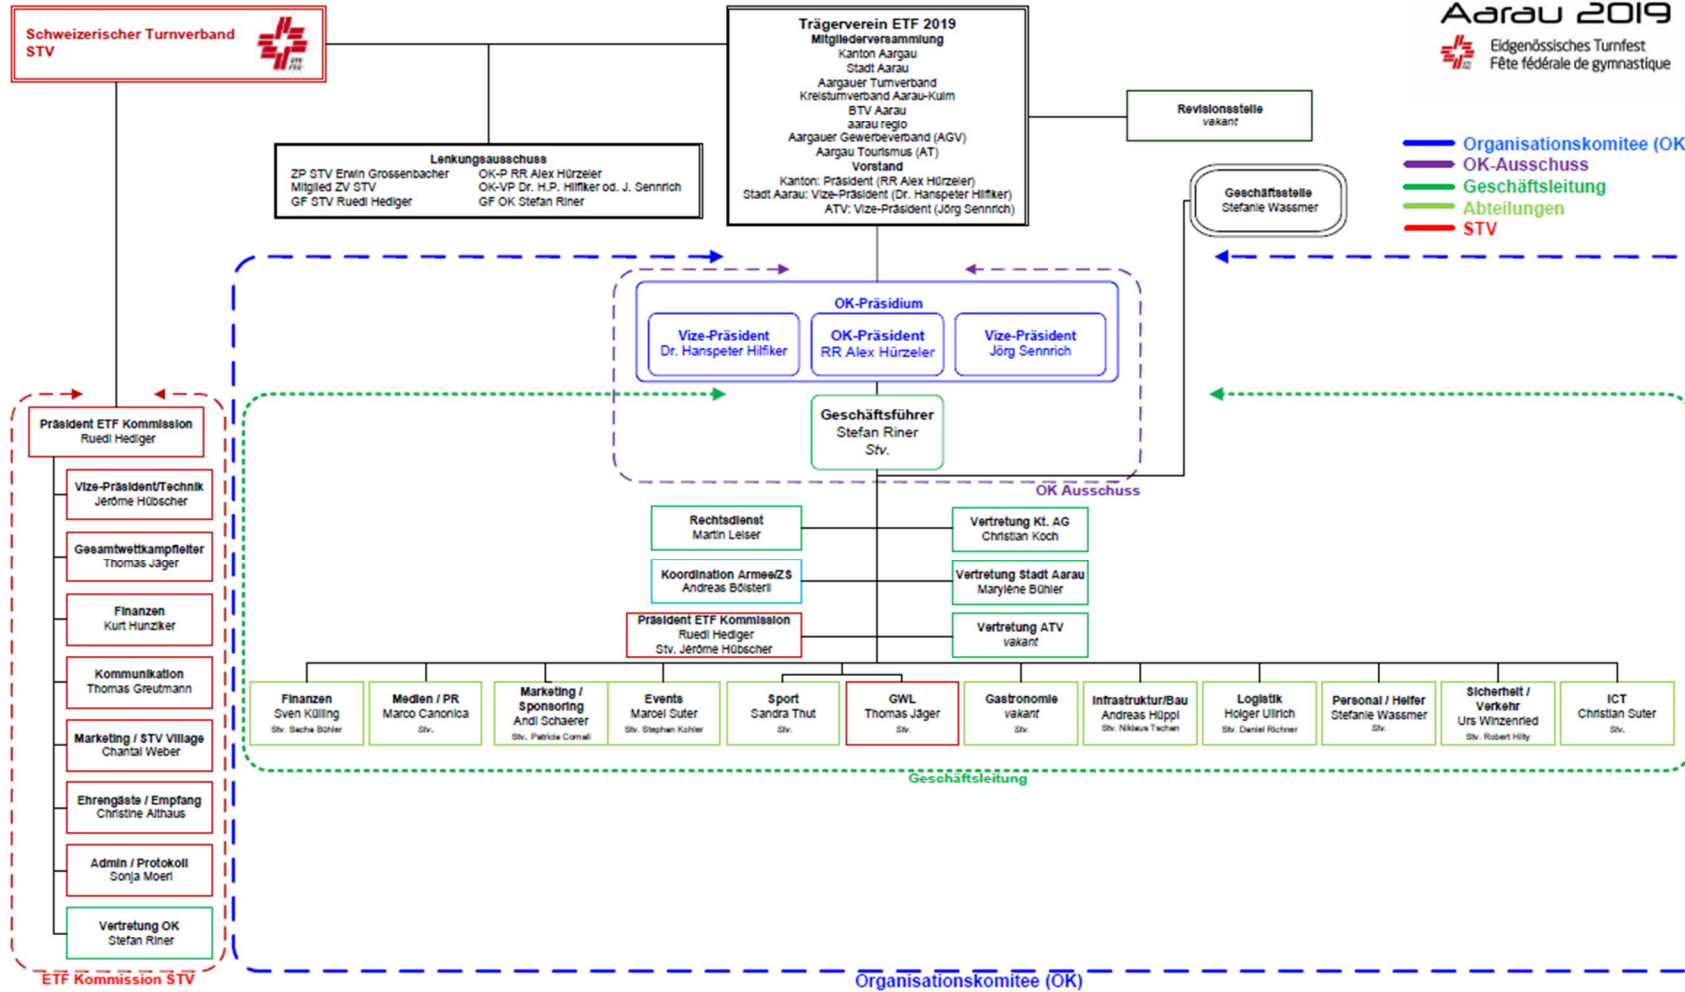 Schweizerischer Turnverband
STV
Trägerverein ETF 2019
Mitgliederversammlung
Kanton Aargau
Stadt Aarau
Aargauer Turnverband
Kreisturnverband Aarau-Kulm
BTV Aarau
aarau regio
Aargauer Gewerbeverband (AGV)
Aargau Tourismus (AT)
Vorstand
Kanton: Präsident (RR Alex Hürzeler)
Stadt Aarau: Vize-Präsident (Dr. Hanspeter Hilfiker)
ATV: Vize-Präsident (Jörg Sennrich)
Aarau 2019
Eidgenössisches Turnfest
Fête fédérale de gymnastique
Revisionsstelle
vakant
Lenkungsausschuss
ZP STV Erwin Grossenbacher OK-P RR Alex Hürzeler
Mitglied ZV STV OK-VP Dr. H.P. Hilfiker od. J. Sennrich
GF STV Ruedi Hediger GF OK Stefan Riner
Geschäftsstelle
Stefanie Wassmer
Organisationskomitee (OK
OK-Ausschuss
Geschäftsleitung
Abteilungen
STV
OK-Präsidium
Vize-Präsident
Dr. Hanspeter Hilfiker
OK-Präsident
RR Alex Hürzeler
Vize-Präsident
Jörg Sennrich
Geschäftsführer
Stefan Riner
Stv.
OK Ausschuss
Präsident ETF Kommission
Ruedi Hediger
Vize-Präsident/Technik
Jérôme Hübscher
Gesamtwettkampfleiter
Thomas Jäger
Finanzen
Kurt Hunziker
Kommunikation
Thomas Greutmann
Marketing / STV Village
Chantal Weber
Ehrengäste / Empfang
Christine Althaus
Admin / Protokoll
Sonja Moeri
Vertretung OK
Stefan Riner
ETF Kommission STV
Rechtsdienst
Martin Leiser
Vertretung Kt. AG
Christian Koch
Koordination Armee/ZS
Andreas Bölsterli
Vertretung Stadt Aarau
Marylène Bühler
Präsident ETF Kommission
Ruedi Hediger
Stv. Jérôme Hübscher
Vertretung ATV
vakant
Finanzen
Sven Külling
Stv. Sacha Bühler
Medien / PR
Marco Canonica
Stv.
Marketing /
Sponsoring
Andi Schaerer
Stv. Patricia
Events
Marcel Suter
Stv. Stephan Kohler
Sport
Sandra Thut
Stv.
GWL
Thomas Jäger
Stv.
Gastronomie
vakant
Stv.
Infrastruktur/Bau
Andreas Hüppi
Stv. Niklaus
Logistik
Holger Ullrich
Stv. Daniel Richner
Personal / Helfer
Stefanie Wassmer
Stv.
Sicherheit /
Verkehr
Urs Winzenried
Stv. Robert Hilty
ICT
Christian Suter
Stv.
Geschäftsleitung
Organisationskomitee (OK)